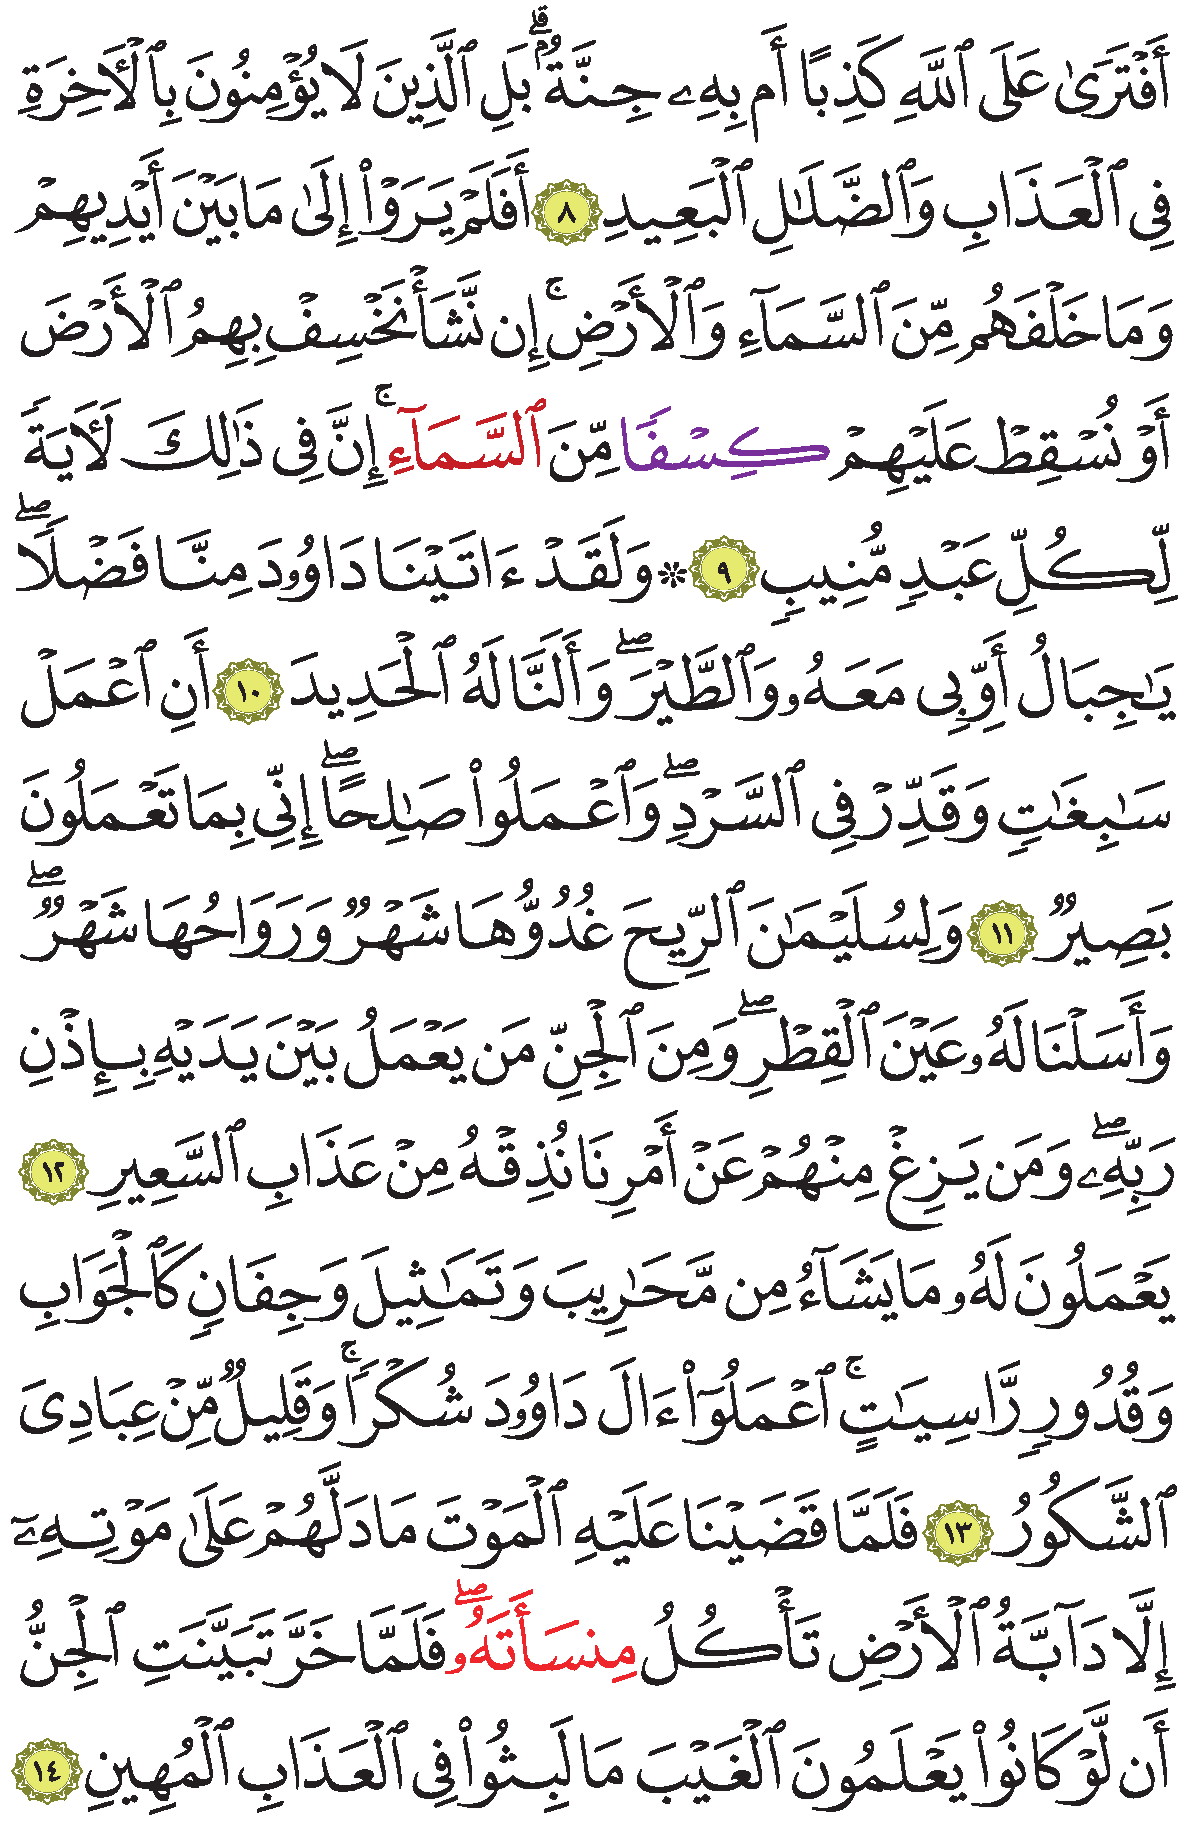 أَفْتَرَىٰ عَلَى ٱللَّهِ كَذِبًا أَم بِهِۦ جِنَّةُۢ ۗ بَلِ ٱلَّذِينَ لَا يُؤْمِنُونَ بِٱلْأَخِرَةِ
فِى ٱلْعَذَابِ وَٱلضَّلَٰلِ ٱلْبَعِيدِ ٨ أَفَلَمْ يَرَوْا۟ إِلَىٰ مَا بَيْنَ أَيْدِيهِمْ
وَمَا خَلْفَهُم مِّنَ ٱلسَّمَآءِ وَٱلْأَرْضِ ۚ إِن نَّشَأْ نَخْسِفْ بِهِمُ ٱلْأَرْضَ
أَوْ نُسْقِطْ عَلَيْهِمْ كِسْفًا مِّنَ ٱلسَّمَآءِ ۚ إِنَّ فِى ذَٰلِكَ لَأَيَةً
لِّكُلِّ عَبْدٍ مُّنِيبٍ ٩ ۞ وَلَقَدْ ءَاتَيْنَا دَاوُۥدَ مِنَّا فَضْلًا ۖ
يَٰجِبَالُ أَوِّبِى مَعَهُۥ وَٱلطَّيْرَ ۖ وَأَلَنَّا لَهُ ٱلْحَدِيدَ ١٠ أَنِ ٱعْمَلْ
سَٰبِغَٰتٍ وَقَدِّرْ فِى ٱلسَّرْدِ ۖ وَٱعْمَلُوا۟ صَٰلِحًا ۖ إِنِّى بِمَا تَعْمَلُونَ
بَصِيرٌ ١١ وَلِسُلَيْمَٰنَ ٱلرِّيحَ غُدُوُّهَا شَهْرٌ وَرَوَاحُهَا شَهْرٌ ۖ
وَأَسَلْنَا لَهُۥ عَيْنَ ٱلْقِطْرِ ۖ وَمِنَ ٱلْجِنِّ مَن يَعْمَلُ بَيْنَ يَدَيْهِ بِإِذْنِ
رَبِّهِۦ ۖ وَمَن يَزِغْ مِنْهُمْ عَنْ أَمْرِنَا نُذِقْهُ مِنْ عَذَابِ ٱلسَّعِيرِ ١٢
يَعْمَلُونَ لَهُۥ مَا يَشَآءُ مِن مَّحَٰرِيبَ وَتَمَٰثِيلَ وَجِفَانٍ كَٱلْجَوَابِ
وَقُدُورٍ رَّاسِيَٰتٍ ۚ ٱعْمَلُوٓا۟ ءَالَ دَاوُۥدَ شُكْرًا ۚ وَقَلِيلٌ مِّنْ عِبَادِىَ
ٱلشَّكُورُ ١٣ فَلَمَّا قَضَيْنَا عَلَيْهِ ٱلْمَوْتَ مَا دَلَّهُمْ عَلَىٰ مَوْتِهِۦٓ
إِلَّا دَآبَّةُ ٱلْأَرْضِ تَأْكُلُ مِنسَأَتَهُۥ ۖ فَلَمَّا خَرَّ تَبَيَّنَتِ ٱلْجِنُّ
أَن لَّوْ كَانُوا۟ يَعْلَمُونَ ٱلْغَيْبَ مَا لَبِثُوا۟ فِى ٱلْعَذَابِ ٱلْمُهِينِ ١٤